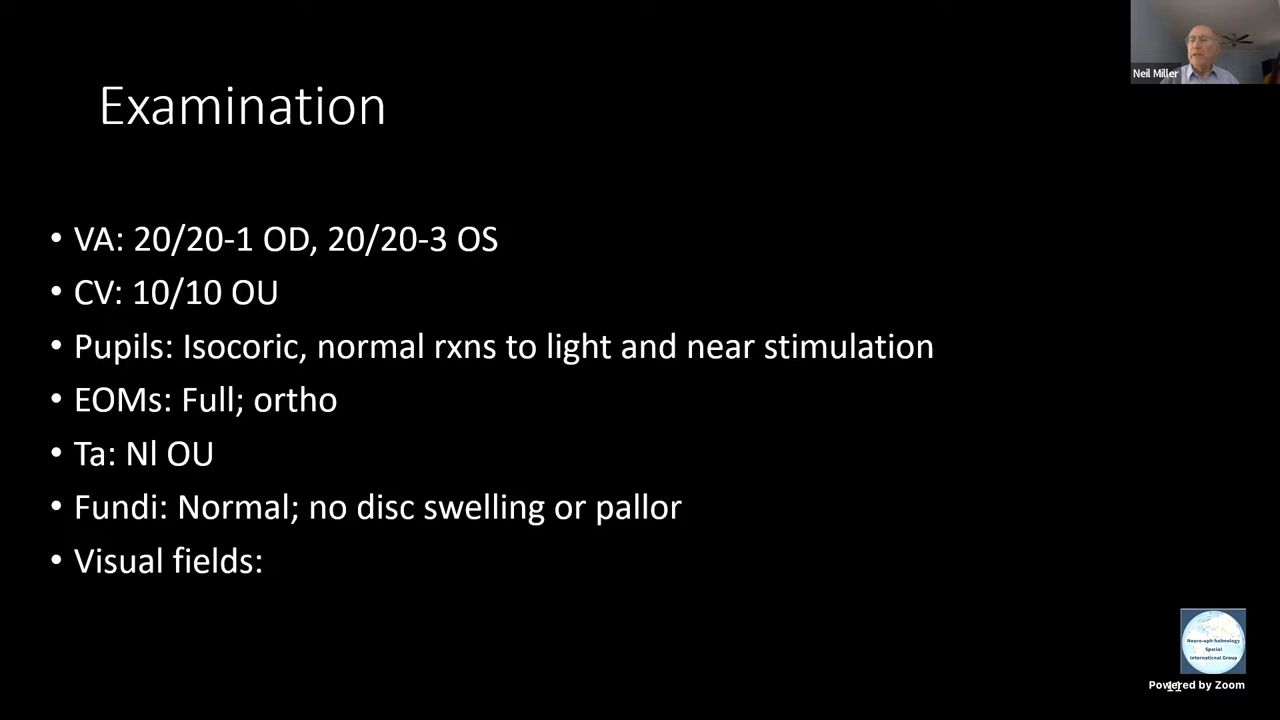 Neil Miller
Examination
• VA: 20/20-1 OD, 20/20-3 OS
• CV: 10/10 OU
• Pupils: Isocoric, normal rxns to light and near stimulation
• EOMs: Full; ortho
• Ta: Nl OU
• Fundi: Normal; no disc swelling or pallor
• Visual fields:
Neuro-ophthalmology
Special
International Group
Powered by Zoom
11